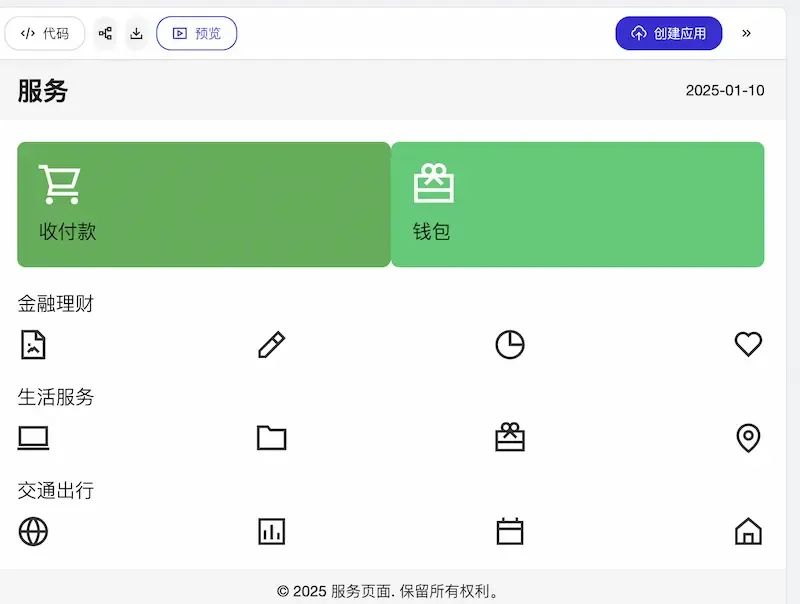 </> 代码 预览 创建应用 »
服务 2025-01-10
收付款 钱包
金融理财
生活服务
交通出行
© 2025 服务页面. 保留所有权利。